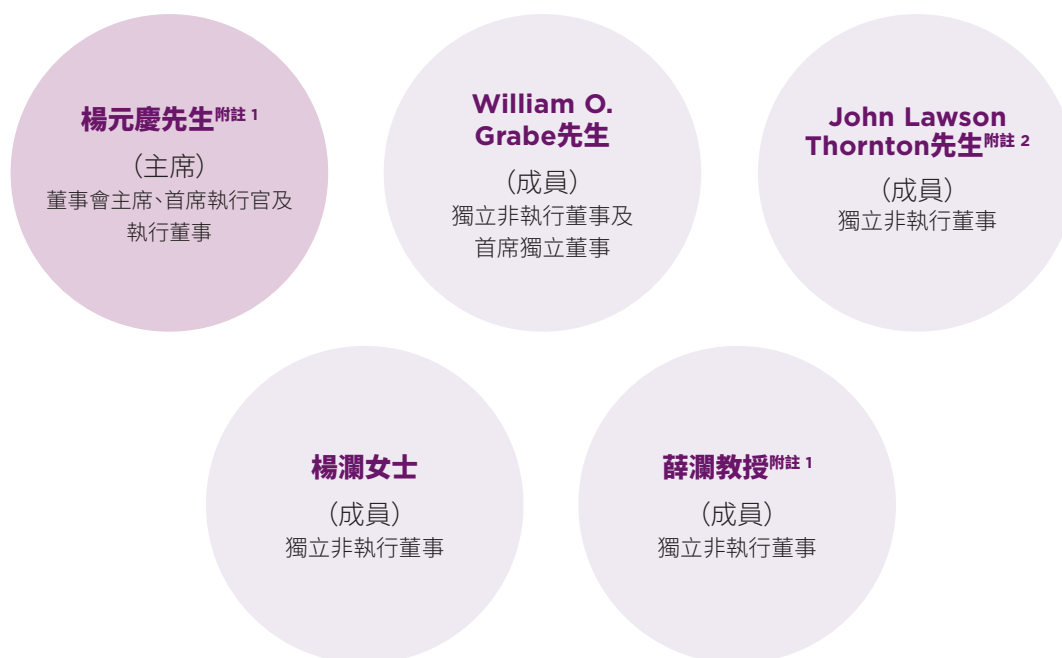 楊元慶先生附註 1
（主席）
董事會主席、首席執行官及
執行董事
William O.
Grabe先生
（成員）
獨立非執行董事及
首席獨立董事
John Lawson
Thornton先生附註 2
（成員）
獨立非執行董事
楊瀾女士
（成員）
獨立非執行董事
薛瀾教授附註 1
（成員）
獨立非執行董事